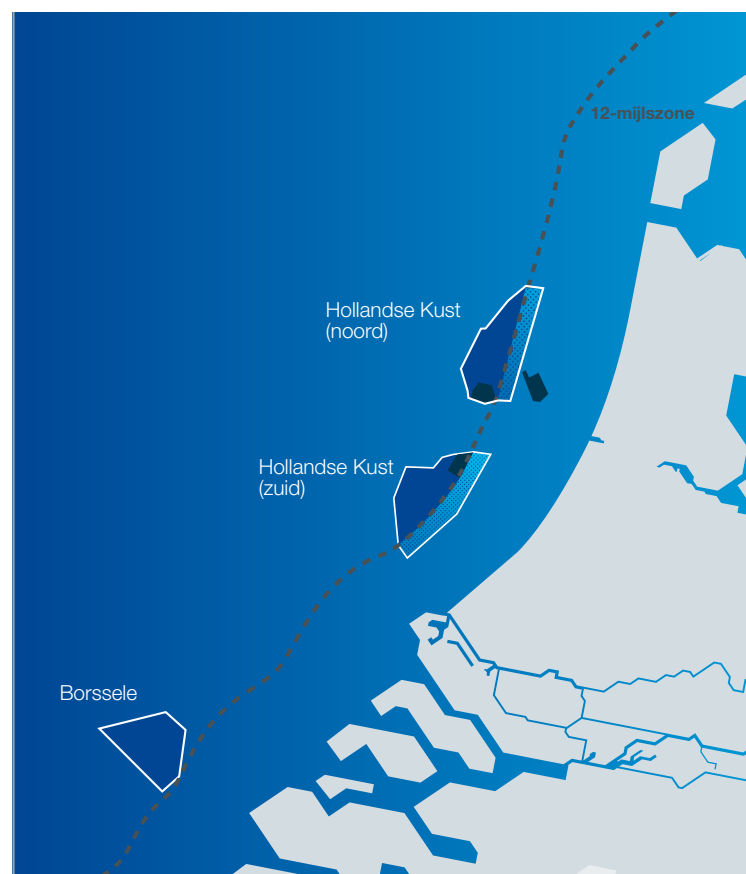 12-mijlszone
Hollandse Kust
(noord)
Hollandse Kust
(zuid)
Borssele